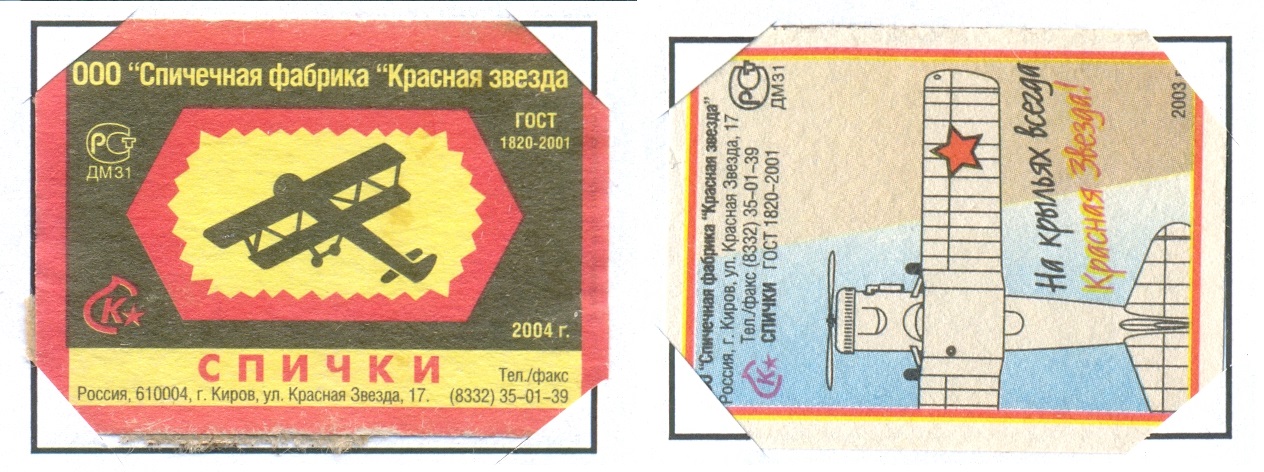 ООО "Спичечная фабрика "Красная звезда
ГОСТ
1820-2001
РСТ
ДМ31
К
2004 г.
СПИЧКИ
Тел./факс
Россия, 610004, г. Киров, ул. Красная Звезда, 17. (8332) 35-01-39
"Спичечная фабрика "Красная звезда"
Россия, г. Киров, ул. Красная Звезда, 17
Тел./факс (8332) 35-01-39
СПИЧКИ ГОСТ 1820-2001
РСТ
ДМ31
К
На крыльях всегда
Красная Звезда!
2003 г